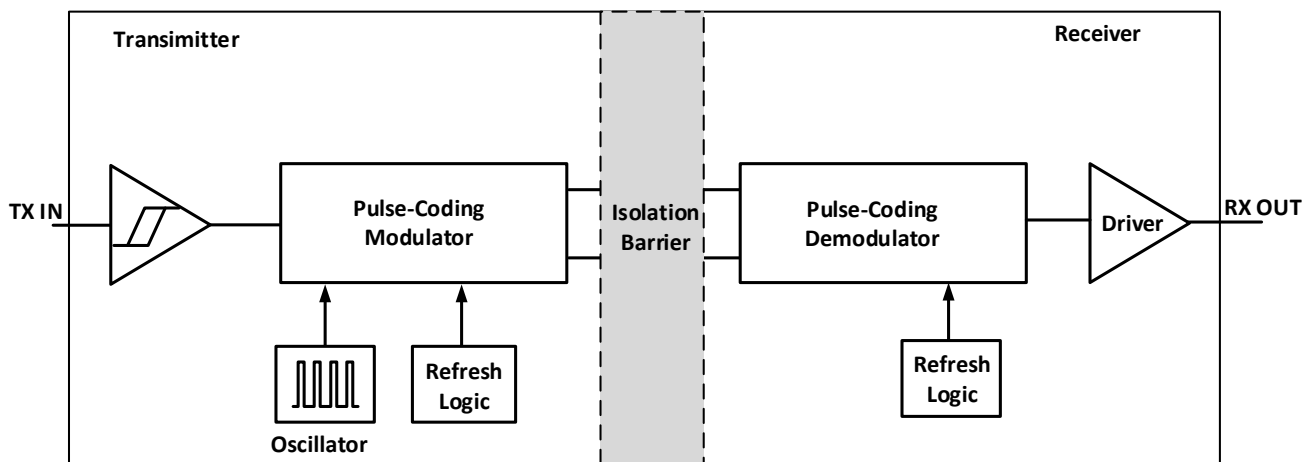 Transimitter
Receiver
TX IN
Pulse-Coding
Modulator
Isolation
Barrier
Pulse-Coding
Demodulator
Driver
RX OUT
Oscillator
Refresh
Logic
Refresh
Logic